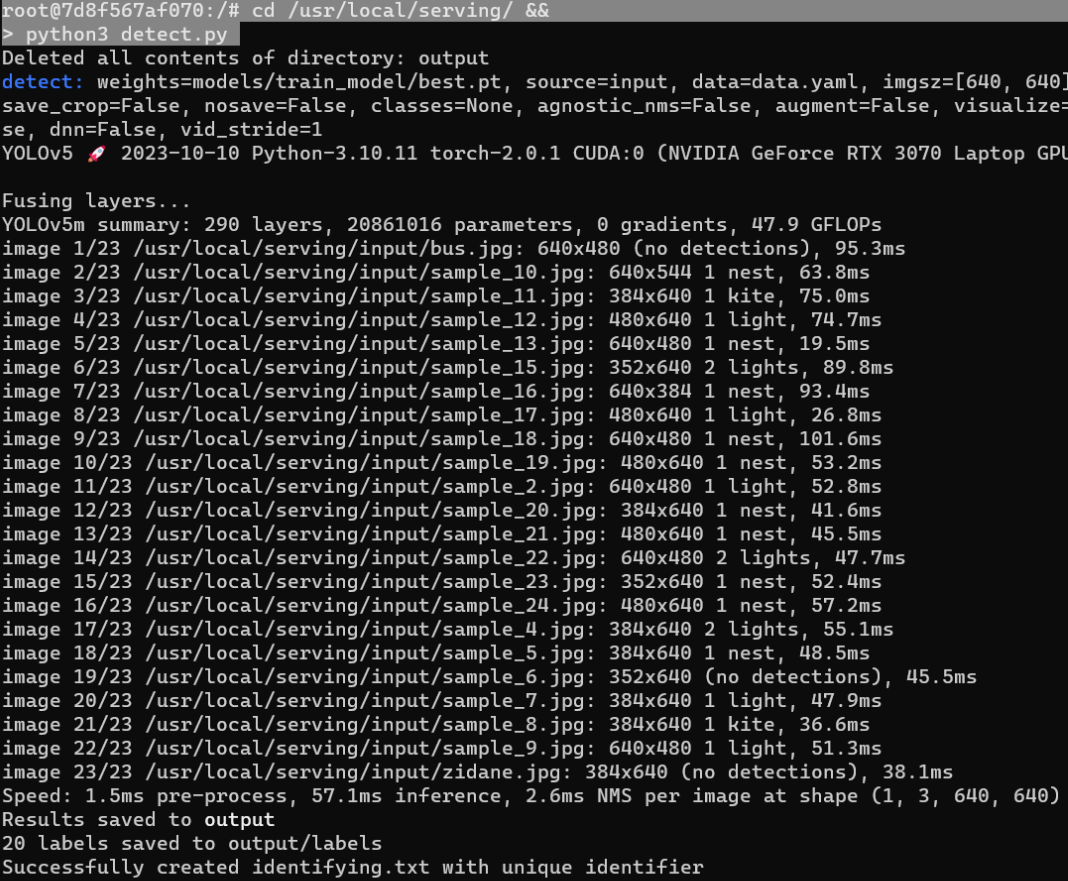 root@7d8f567af070:/# cd /usr/local/serving/ &&
> python3 detect.py
Deleted all contents of directory: output
detect: weights=models/train_model/best.pt, source=input, data=data.yaml, imgsz=[640, 640]
save_crop=False, nosave=False, classes=None, agnostic_nms=False, augment=False, visualize=
se, dnn=False, vid_stride=1
YOLOv5 🚀 2023-10-10 Python-3.10.11 torch-2.0.1 CUDA:0 (NVIDIA GeForce RTX 3070 Laptop GPU
Fusing layers...
YOLOv5m summary: 290 layers, 20861016 parameters, 0 gradients, 47.9 GFLOPs
image 1/23 /usr/local/serving/input/bus.jpg: 640x480 (no detections), 95.3ms
image 2/23 /usr/local/serving/input/sample_10.jpg: 640x544 1 nest, 63.8ms
image 3/23 /usr/local/serving/input/sample_11.jpg: 384x640 1 kite, 75.0ms
image 4/23 /usr/local/serving/input/sample_12.jpg: 480x640 1 light, 74.7ms
image 5/23 /usr/local/serving/input/sample_13.jpg: 640x480 1 nest, 19.5ms
image 6/23 /usr/local/serving/input/sample_15.jpg: 352x640 2 lights, 89.8ms
image 7/23 /usr/local/serving/input/sample_16.jpg: 640x384 1 nest, 93.4ms
image 8/23 /usr/local/serving/input/sample_17.jpg: 480x640 1 light, 26.8ms
image 9/23 /usr/local/serving/input/sample_18.jpg: 640x480 1 nest, 101.6ms
image 10/23 /usr/local/serving/input/sample_19.jpg: 480x640 1 nest, 53.2ms
image 11/23 /usr/local/serving/input/sample_2.jpg: 640x480 1 light, 52.8ms
image 12/23 /usr/local/serving/input/sample_20.jpg: 384x640 1 nest, 41.6ms
image 13/23 /usr/local/serving/input/sample_21.jpg: 480x640 1 nest, 45.5ms
image 14/23 /usr/local/serving/input/sample_22.jpg: 640x480 2 lights, 47.7ms
image 15/23 /usr/local/serving/input/sample_23.jpg: 352x640 1 nest, 52.4ms
image 16/23 /usr/local/serving/input/sample_24.jpg: 480x640 1 nest, 57.2ms
image 17/23 /usr/local/serving/input/sample_4.jpg: 384x640 2 lights, 55.1ms
image 18/23 /usr/local/serving/input/sample_5.jpg: 384x640 1 nest, 48.5ms
image 19/23 /usr/local/serving/input/sample_6.jpg: 352x640 (no detections), 45.5ms
image 20/23 /usr/local/serving/input/sample_7.jpg: 384x640 1 light, 47.9ms
image 21/23 /usr/local/serving/input/sample_8.jpg: 384x640 1 kite, 36.6ms
image 22/23 /usr/local/serving/input/sample_9.jpg: 640x480 1 light, 51.3ms
image 23/23 /usr/local/serving/input/zidane.jpg: 384x640 (no detections), 38.1ms
Speed: 1.5ms pre-process, 57.1ms inference, 2.6ms NMS per image at shape (1, 3, 640, 640)
Results saved to output
20 labels saved to output/labels
Successfully created identifying.txt with unique identifier